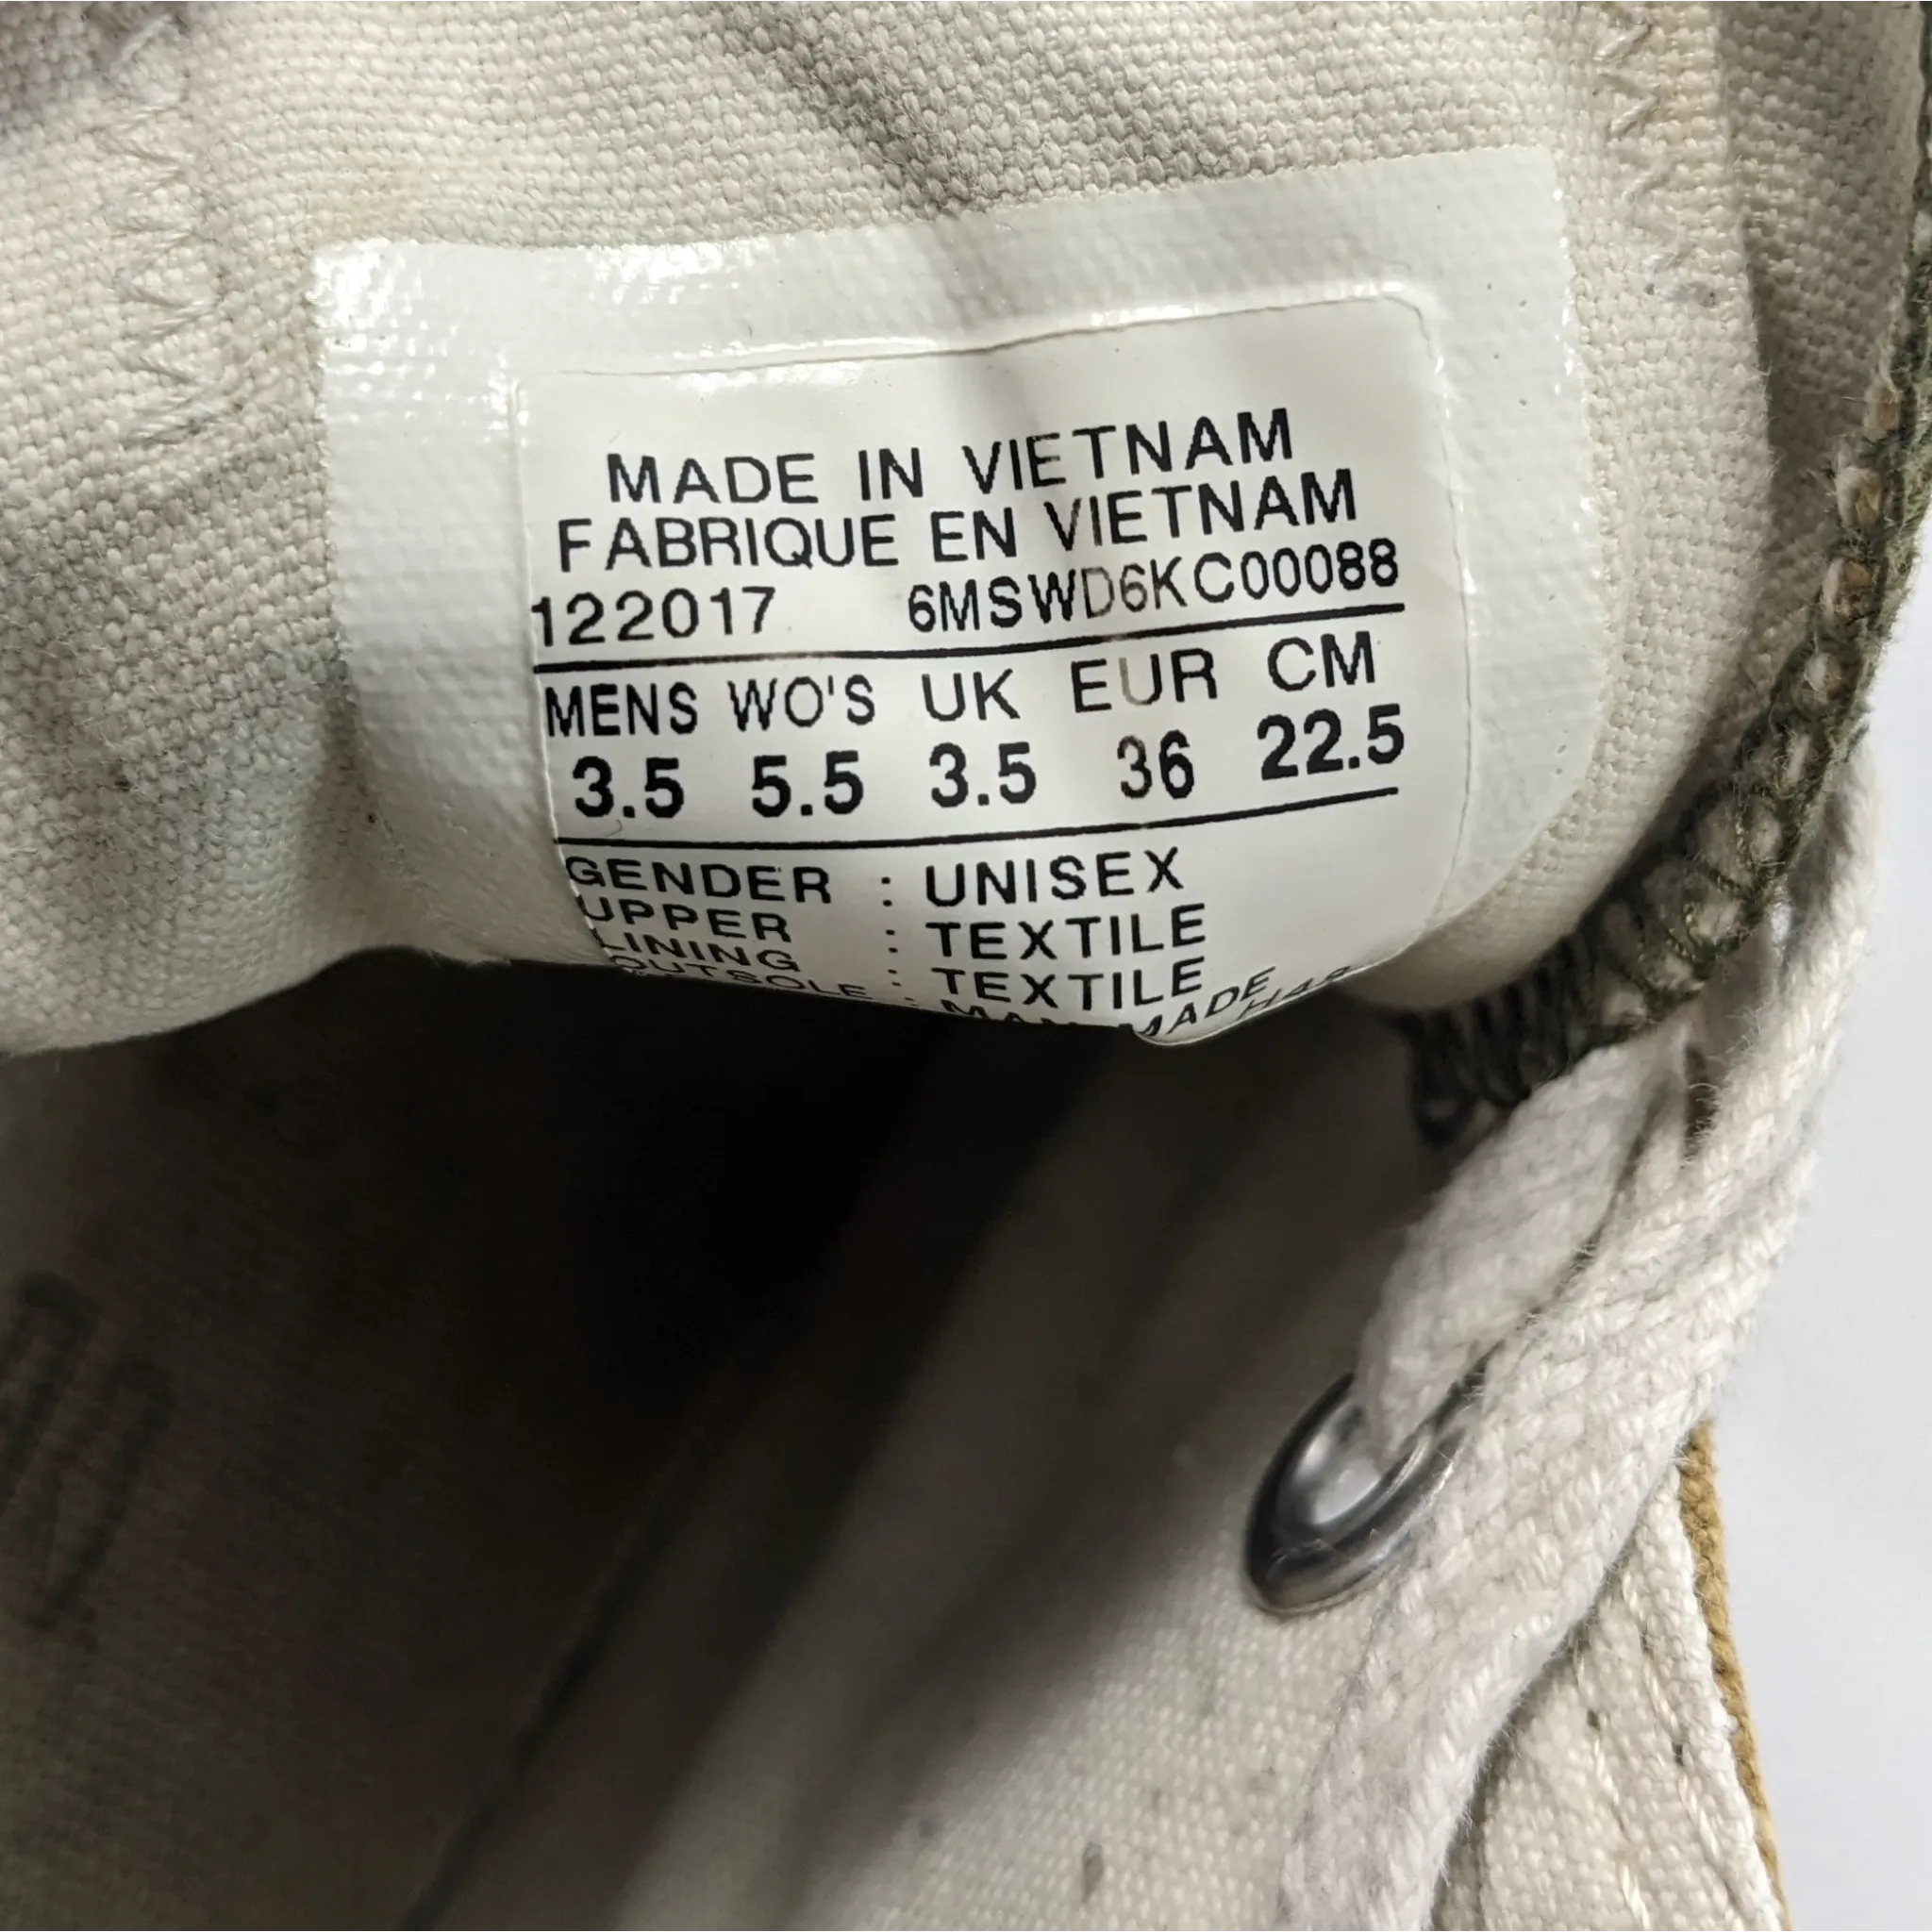 MADE IN VIETNAM
FABRIQUE EN VIETNAM
122017 6MSWD6KC00088
MENS WO'S UK EUR CM
3.5 5.5 3.5 36 22.5
GENDER : UNISEX
UPPER : TEXTILE
LINING : TEXTILE
OUTSOLE : MAN MADE